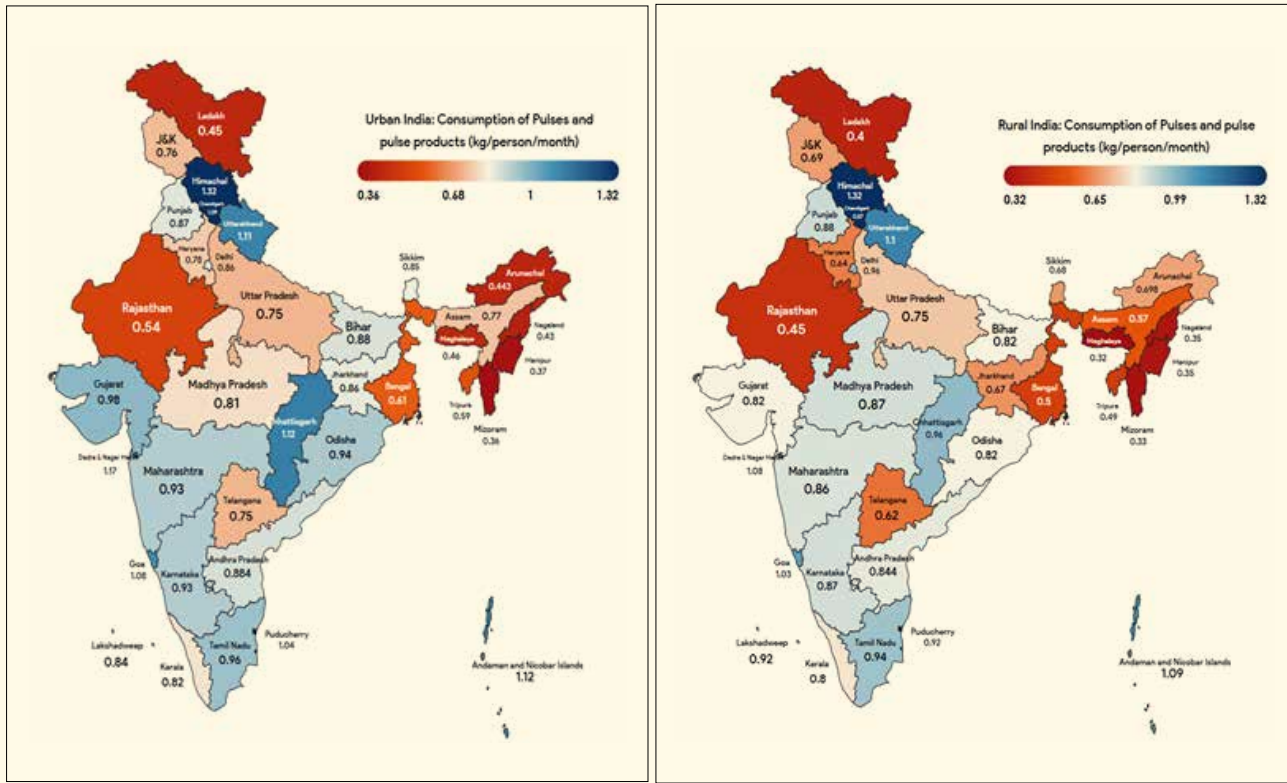 Urban India: Consumption of Pulses and
pulse products (kg/person/month)
0.36
0.68
1
1.32
Ladakh
0.45
J&K
0.76
Himachal
1.32
Chandigarh
Punjab
0.87
Uttarakhand
1.11
Haryana
0.78
Delhi
0.86
Rajasthan
0.54
Uttar Pradesh
0.75
Sikkim
0.85
Arunachal
0.443
Assam
0.77
Nagaland
0.43
Meghalaya
0.46
Manipur
0.37
Tripura
0.59
Mizoram
0.36
Bihar
0.88
Jharkhand
0.86
Bengal
0.61
Gujarat
0.98
Madhya Pradesh
0.81
Chhattisgarh
1.12
Odisha
0.94
Dadra & Nagar Haveli
1.17
Maharashtra
0.93
Telangana
0.75
Goa
1.08
Karnataka
0.93
Andhra Pradesh
0.884
Lakshadweep
0.84
Kerala
0.82
Tamil Nadu
0.96
Puducherry
1.04
Andaman and Nicobar Islands
1.12
Rural India: Consumption of Pulses and pulse
products (kg/person/month)
0.32
0.65
0.99
1.32
Ladakh
0.4
J&K
0.69
Himachal
1.32
Chandigarh
Punjab
0.88
Uttarakhand
1.1
Haryana
0.64
Delhi
0.96
Rajasthan
0.45
Uttar Pradesh
0.75
Sikkim
0.68
Arunachal
0.698
Assam
0.57
Nagaland
0.35
Meghalaya
0.32
Manipur
0.35
Tripura
0.49
Mizoram
0.33
Bihar
0.82
Jharkhand
0.67
Bengal
0.5
Gujarat
0.82
Madhya Pradesh
0.87
Chhattisgarh
0.96
Odisha
0.82
Dadra & Nagar Haveli
1.08
Maharashtra
0.86
Telangana
0.62
Goa
1.03
Karnataka
0.87
Andhra Pradesh
0.844
Lakshadweep
0.92
Kerala
0.8
Tamil Nadu
0.94
Puducherry
0.92
Andaman and Nicobar Islands
1.09